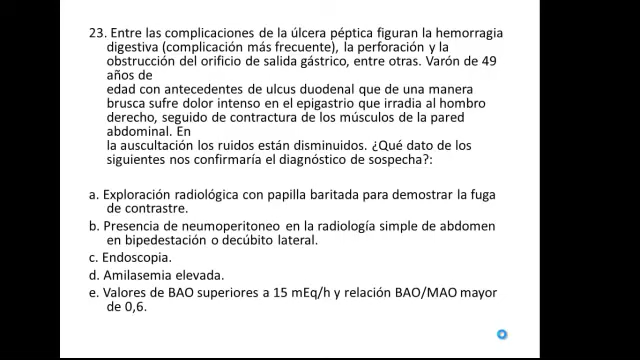 23. Entre las complicaciones de la úlcera péptica figuran la hemorragia
digestiva (complicación más frecuente), la perforación y la
obstrucción del orificio de salida gástrico, entre otras. Varón de 49
años de
edad con antecedentes de ulcus duodenal que de una manera
brusca sufre dolor intenso en el epigastrio que irradia al hombro
derecho, seguido de contractura de los músculos de la pared
abdominal. En
la auscultación los ruidos están disminuidos. ¿Qué dato de los
siguientes nos confirmaría el diagnóstico de sospecha?:
a. Exploración radiológica con papilla baritada para demostrar la fuga
de contrastre.
b. Presencia de neumoperitoneo en la radiología simple de abdomen
en bipedestación o decúbito lateral.
c. Endoscopia.
d. Amilasemia elevada.
e. Valores de BAO superiores a 15 mEq/h y relación BAO/MAO mayor
de 0,6.